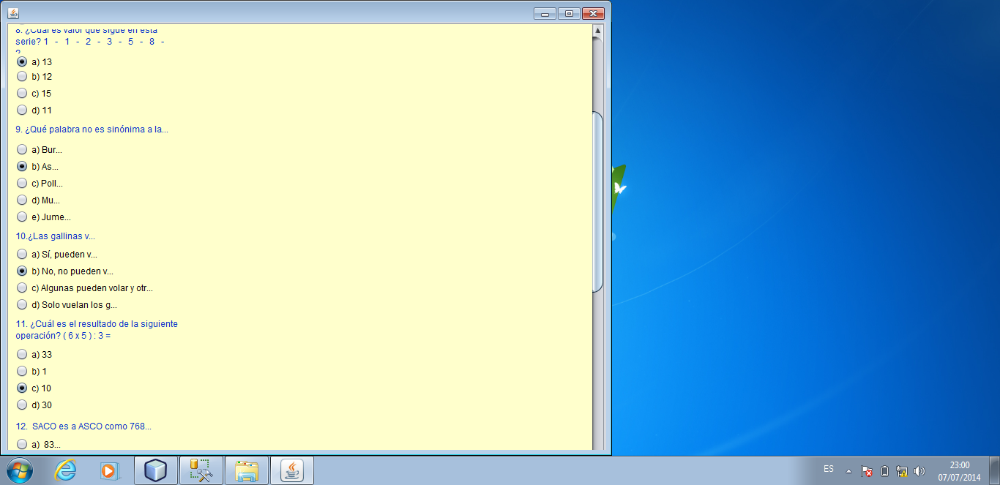 8. ¿Cuál es valor que sigue en esta
serie? 1 - 1 - 2 - 3 - 5 - 8 -
a) 13
b) 12
c) 15
d) 11
9. ¿Qué palabra no es sinónima a la...
a) Bur...
b) As...
c) Poll...
d) Mu...
e) Jume...
10.¿Las gallinas v...
a) Sí, pueden v...
b) No, no pueden v...
c) Algunas pueden volar y otr...
d) Solo vuelan los g...
11. ¿Cuál es el resultado de la siguiente
operación? ( 6 x 5 ) : 3 =
a) 33
b) 1
c) 10
d) 30
12. SACO es a ASCO como 768...
a) 83...
ES
23:00
07/07/2014